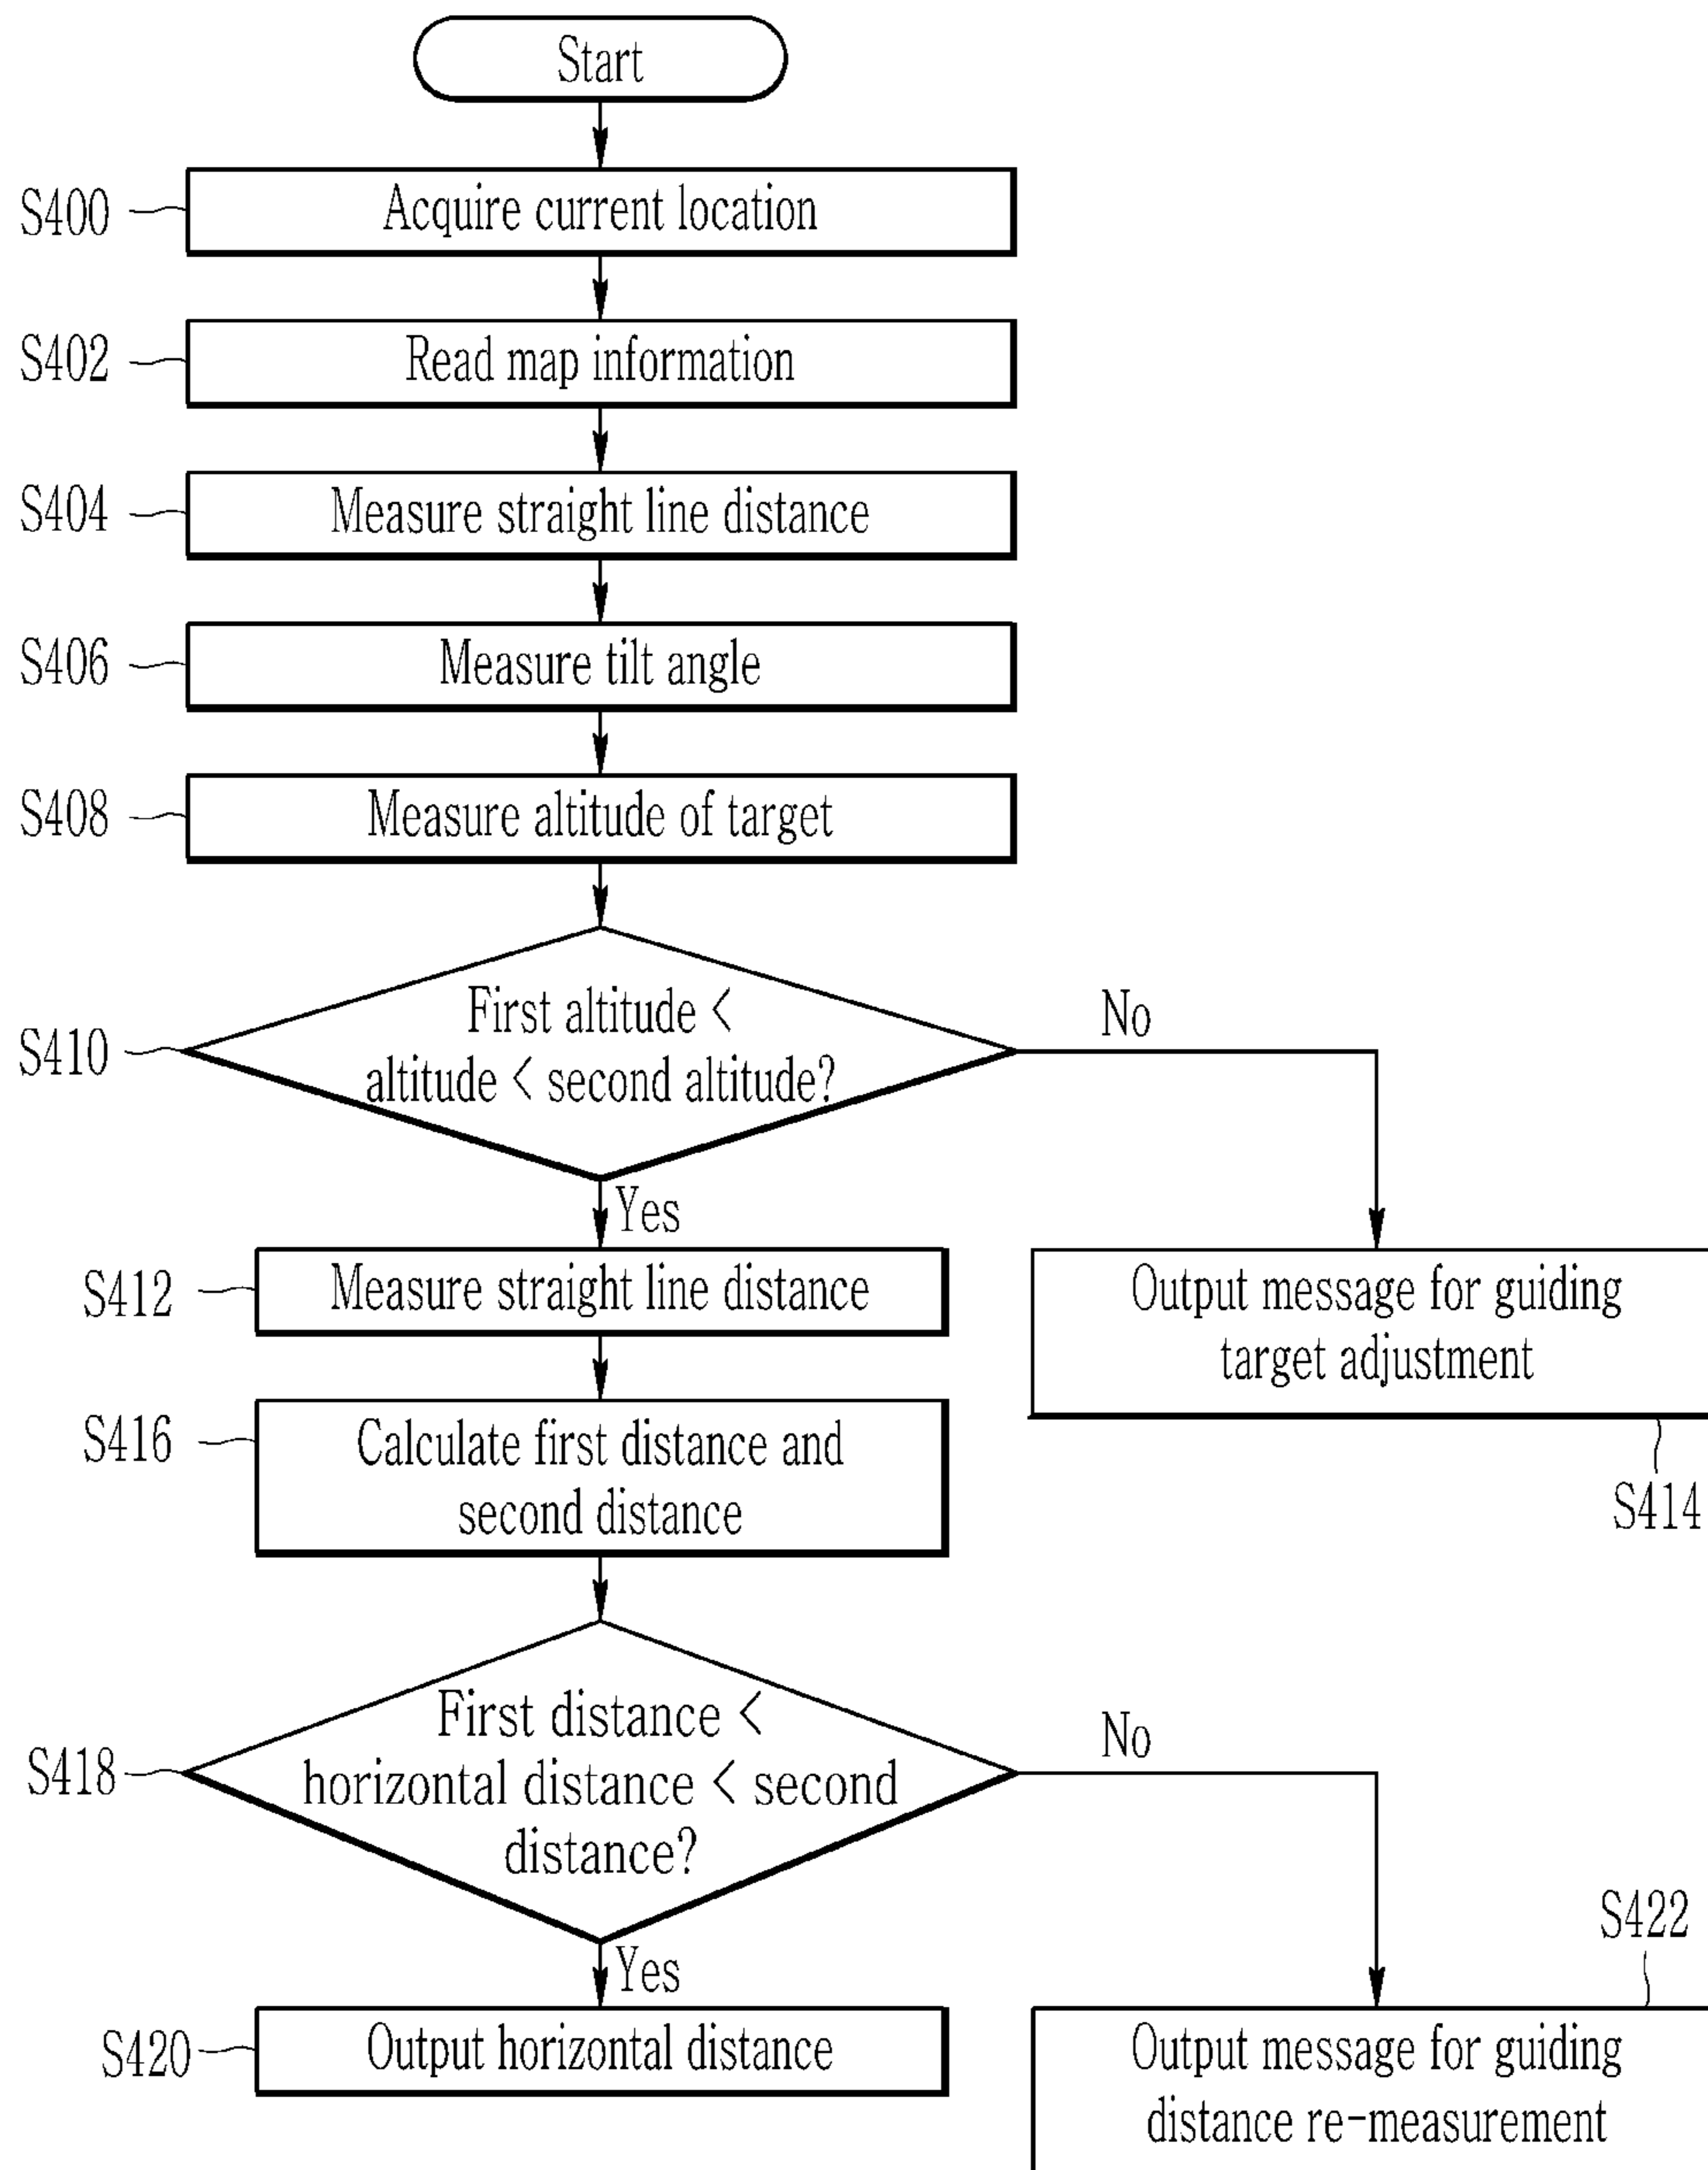 Start
S400
Acquire current location
S402
Read map information
S404
Measure straight line distance
S406
Measure tilt angle
S408
Measure altitude of target
S410
First altitude <
altitude < second altitude?
No
Yes
S412
Measure straight line distance
Output message for guiding
target adjustment
S414
S416
Calculate first distance and
second distance
S418
First distance <
horizontal distance < second
distance?
No
Yes
S422
S420
Output horizontal distance
Output message for guiding
distance re-measurement